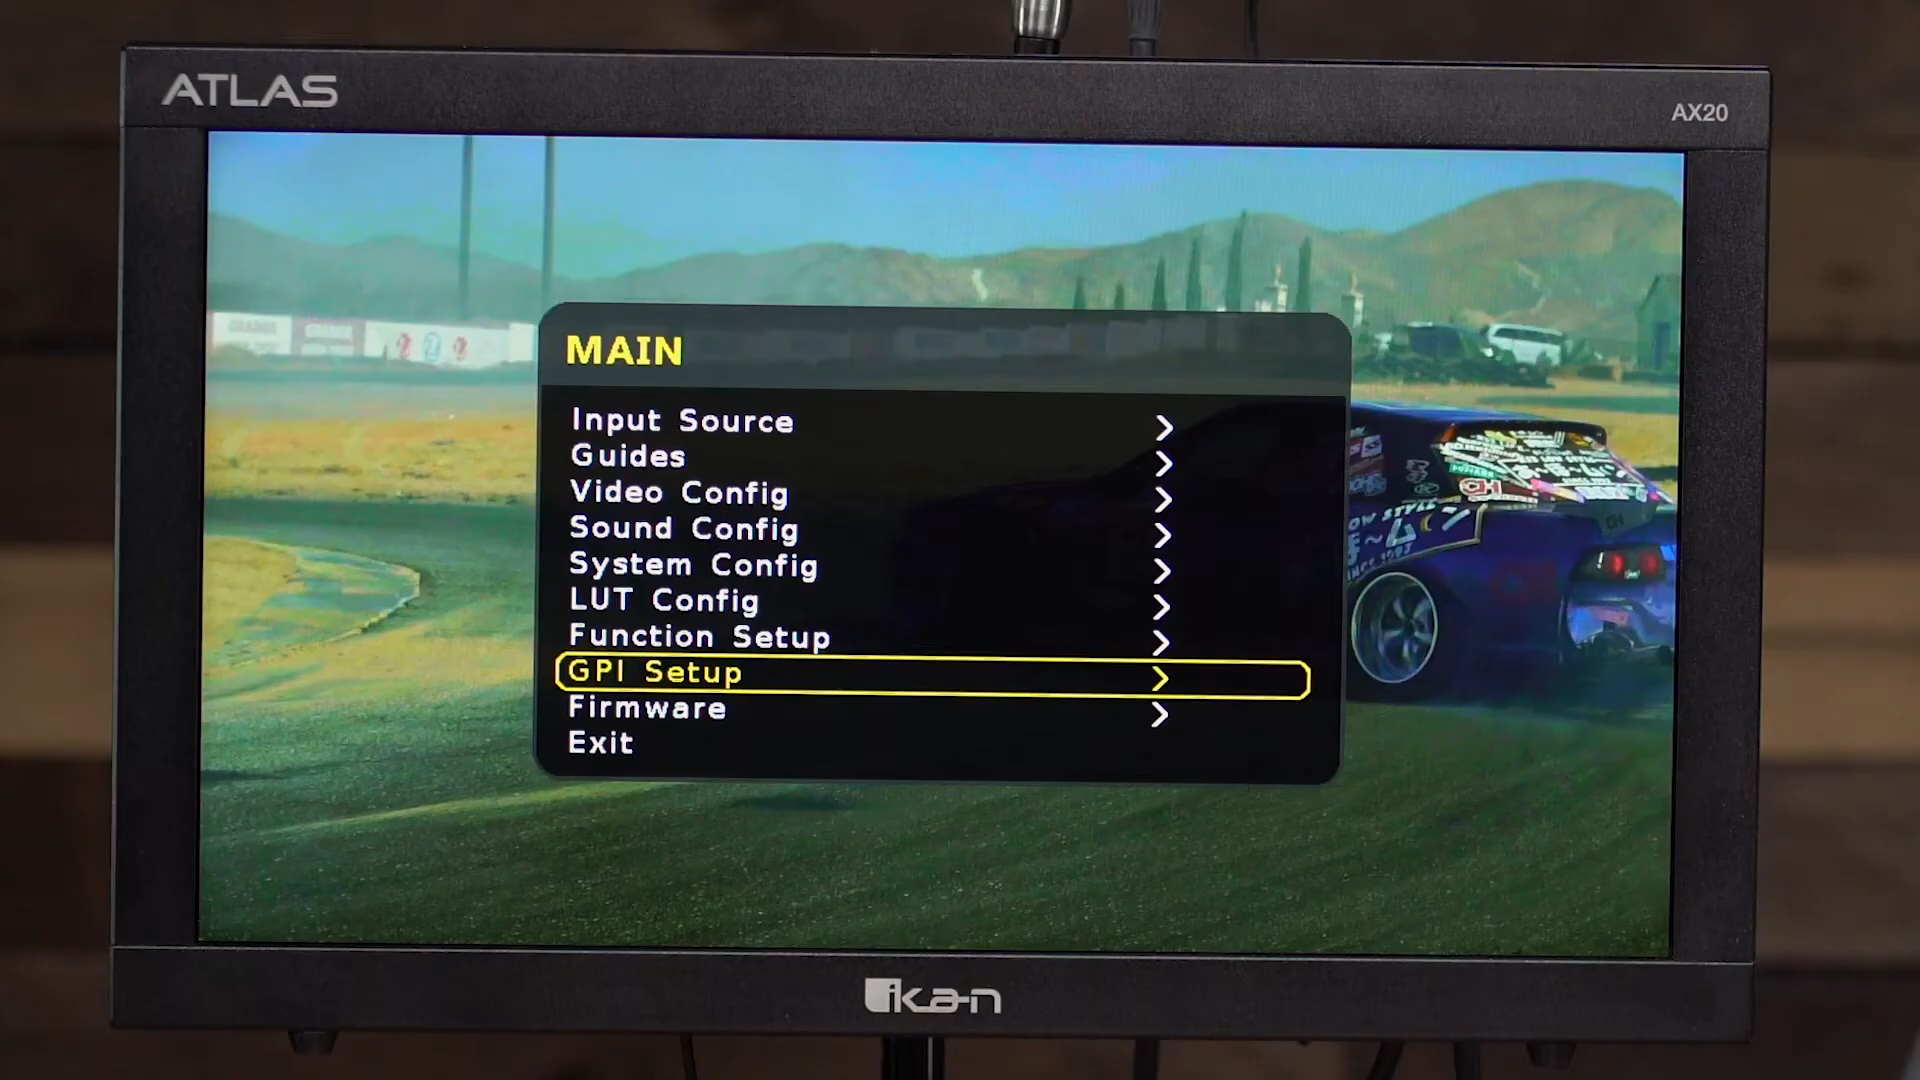 ATLAS
AX20
MAIN
Input Source
Guides
Video Config
Sound Config
System Config
LUT Config
Function Setup
GPI Setup
Firmware
Exit
ikan